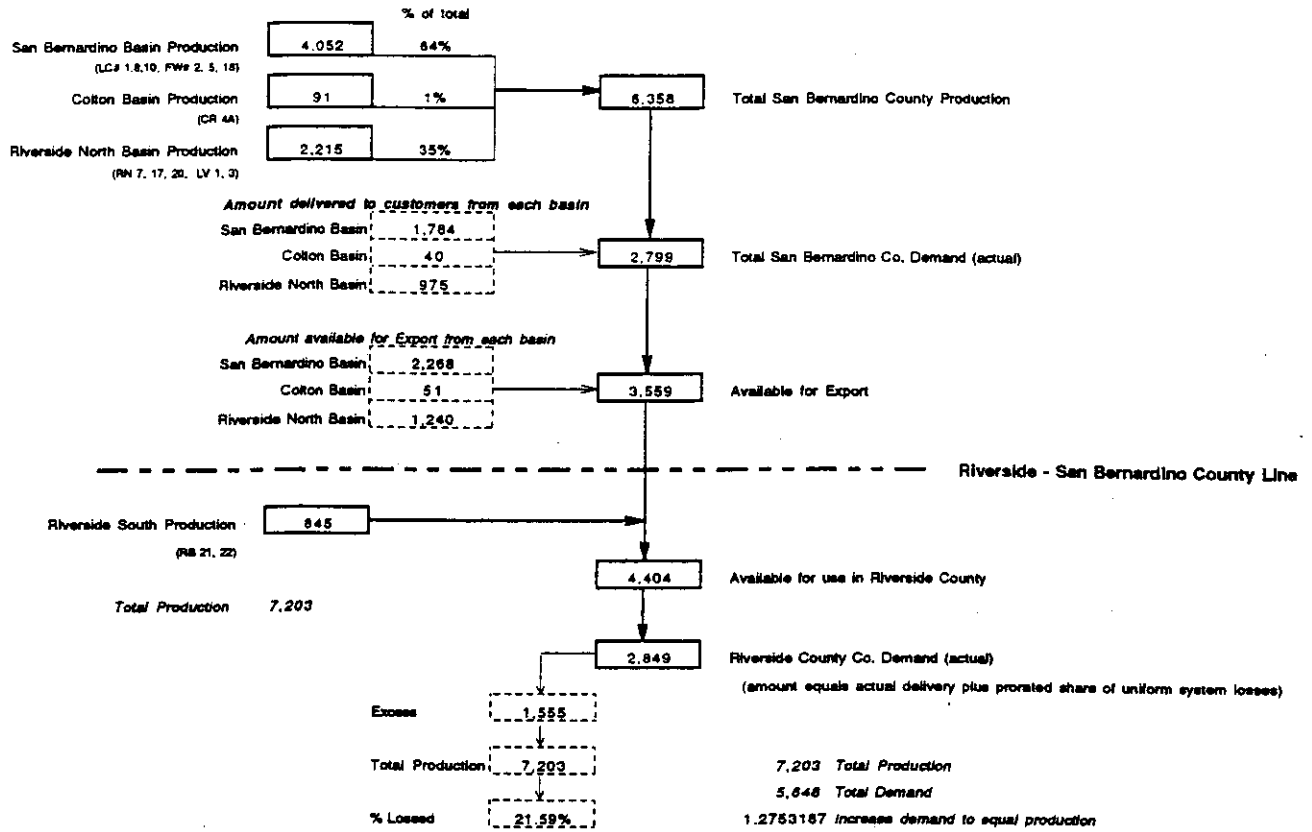 % of total
San Bernardino Basin Production 4,052 64%
(LC# 1,8,10, FW# 2, 5, 15)
Colton Basin Production 91 1%
(CR 4A)
6,358 Total San Bernardino County Production
Riverside North Basin Production 2,215 35%
(RN 7, 17, 20, LV 1, 3)
Amount delivered to customers from each basin
San Bernardino Basin 1,784
Colton Basin 40
2,799 Total San Bernardino Co. Demand (actual)
Riverside North Basin 975
Amount available for Export from each basin
San Bernardino Basin 2,268
Colton Basin 51
3,559 Available for Export
Riverside North Basin 1,240
Riverside - San Bernardino County Line
Riverside South Production 845
(RS 21, 22)
4,404 Available for use in Riverside County
Total Production 7,203
2,849 Riverside County Co. Demand (actual)
(amount equals actual delivery plus prorated share of uniform system losses)
Excess 1,555
Total Production 7,203
7,203 Total Production
5,648 Total Demand
% Lossed 21.59%
1.2753187 increase demand to equal production